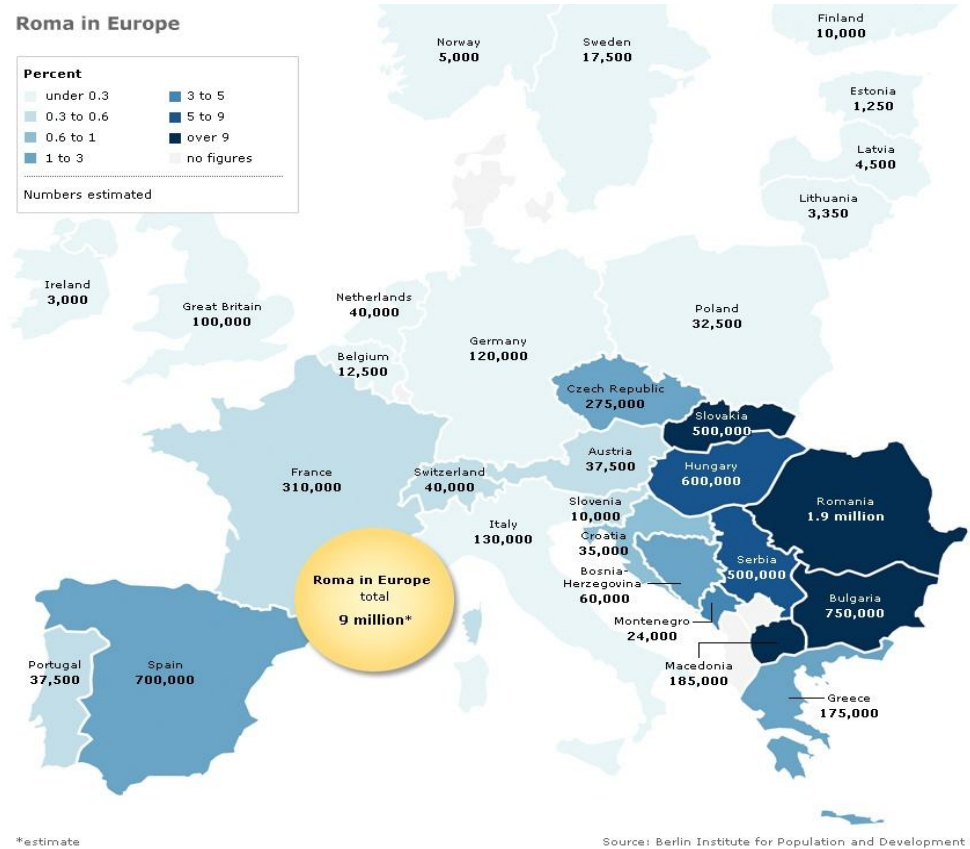 Roma in Europe
Percent
under 0.3
0.3 to 0.6
0.6 to 1
1 to 3
3 to 5
5 to 9
over 9
no figures
Numbers estimated
Norway
5,000
Sweden
17,500
Finland
10,000
Estonia
1,250
Latvia
4,500
Lithuania
3,350
Ireland
3,000
Great Britain
100,000
Netherlands
40,000
Belgium
12,500
Germany
120,000
Poland
32,500
Czech Republic
275,000
Slovakia
500,000
Austria
37,500
Hungary
600,000
France
310,000
Switzerland
40,000
Slovenia
10,000
Italy
130,000
Croatia
35,000
Romania
1.9 million
Bosnia-
Herzegovina
60,000
Serbia
500,000
Bulgaria
750,000
Roma in Europe
total
9 million*
Montenegro
24,000
Macedonia
185,000
Portugal
37,500
Spain
700,000
Greece
175,000
*estimate
Source: Berlin Institute for Population and Development